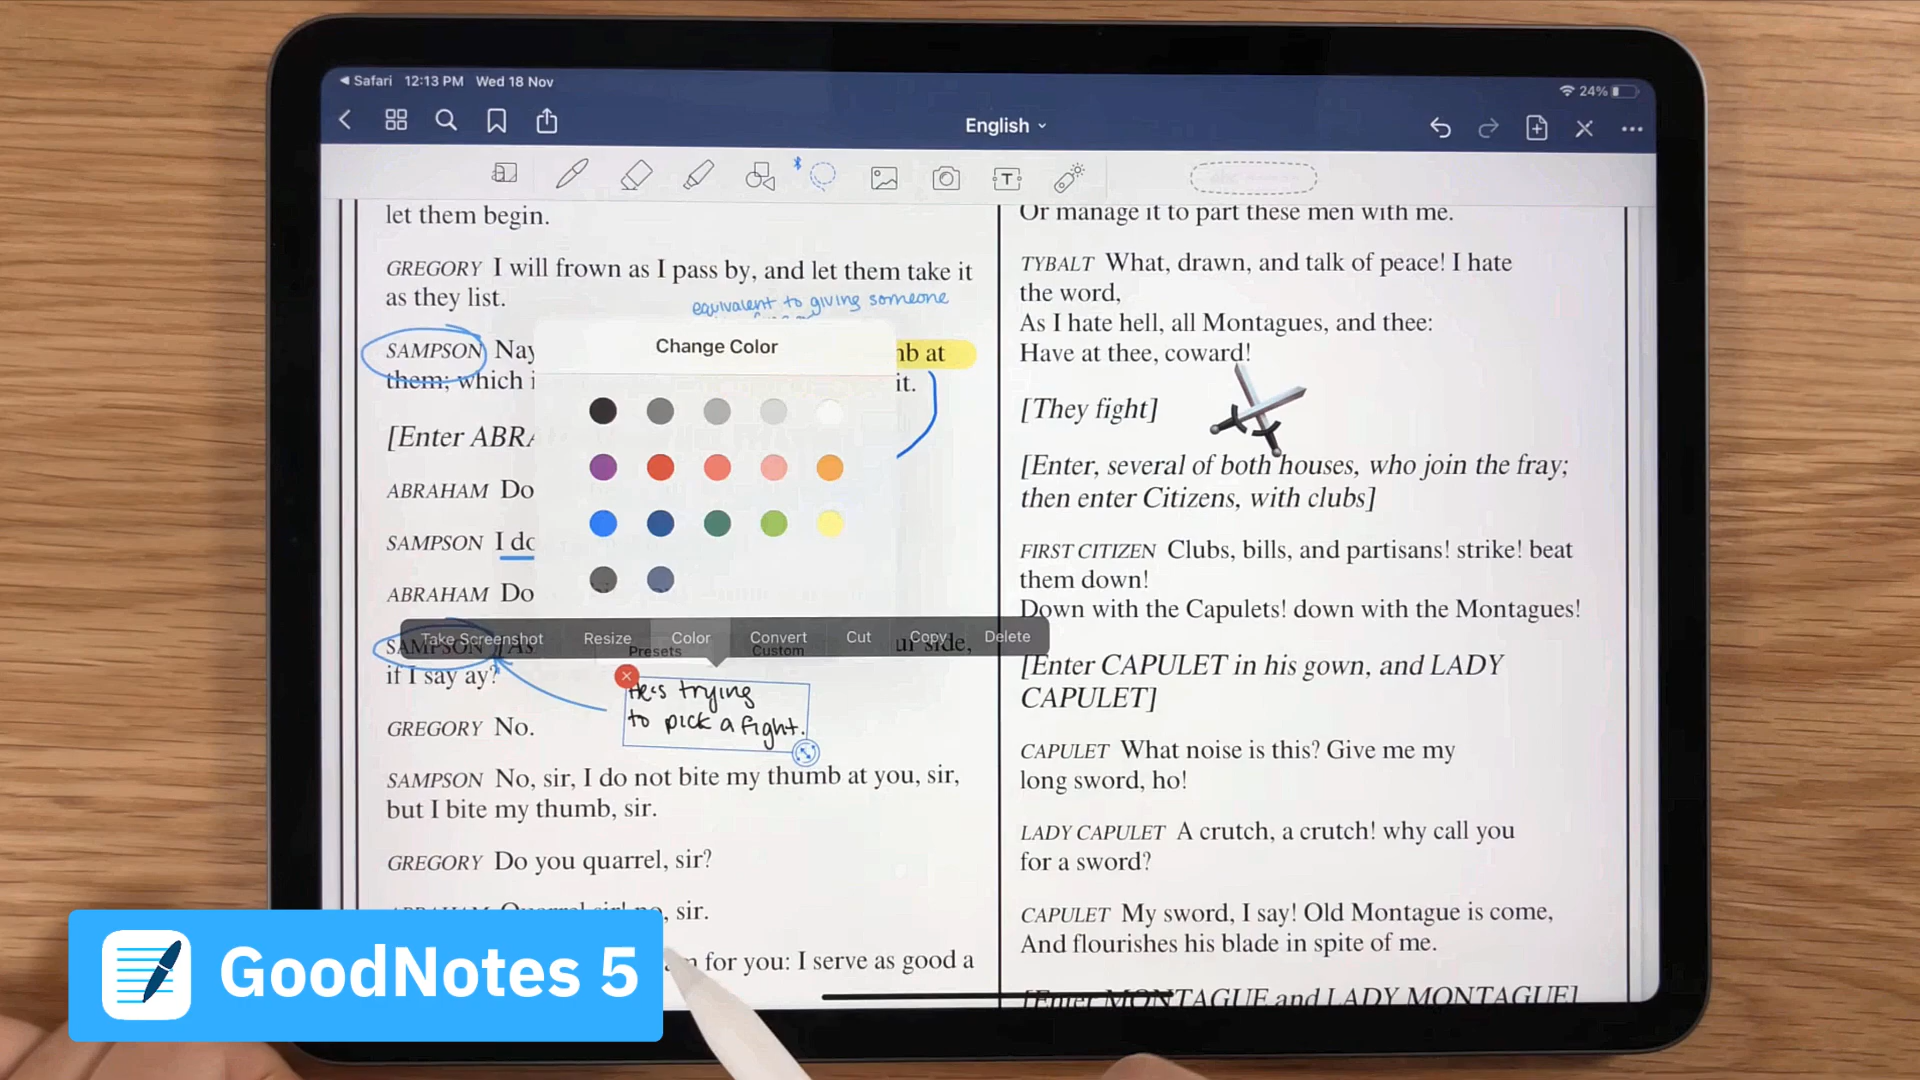 Safari 12:13 PM Wed 18 Nov
24%
English
let them begin.
GREGORY I will frown as I pass by, and let them take it
as they list.
equivalent to giving someone
SAMPSON Nay
mb at
them; which i
it.
[Enter ABRA
ABRAHAM Do
SAMPSON I do
ABRAHAM Do
SAMPSON [As
ur side,
if I say ay?
Change Color
Presets
Custom
Take Screenshot Resize Color Convert Cut Copy Delete
He's trying
to pick a fight.
GREGORY No.
SAMPSON No, sir, I do not bite my thumb at you, sir,
but I bite my thumb, sir.
GREGORY Do you quarrel, sir?
sir.
for you: I serve as good a
Or manage it to part these men with me.
TYBALT What, drawn, and talk of peace! I hate
the word,
As I hate hell, all Montagues, and thee:
Have at thee, coward!
[They fight]
[Enter, several of both houses, who join the fray;
then enter Citizens, with clubs]
FIRST CITIZEN Clubs, bills, and partisans! strike! beat
them down!
Down with the Capulets! down with the Montagues!
[Enter CAPULET in his gown, and LADY
CAPULET]
CAPULET What noise is this? Give me my
long sword, ho!
LADY CAPULET A crutch, a crutch! why call you
for a sword?
CAPULET My sword, I say! Old Montague is come,
And flourishes his blade in spite of me.
[Enter MONTAGUE and LADY MONTAGUE]
GoodNotes 5